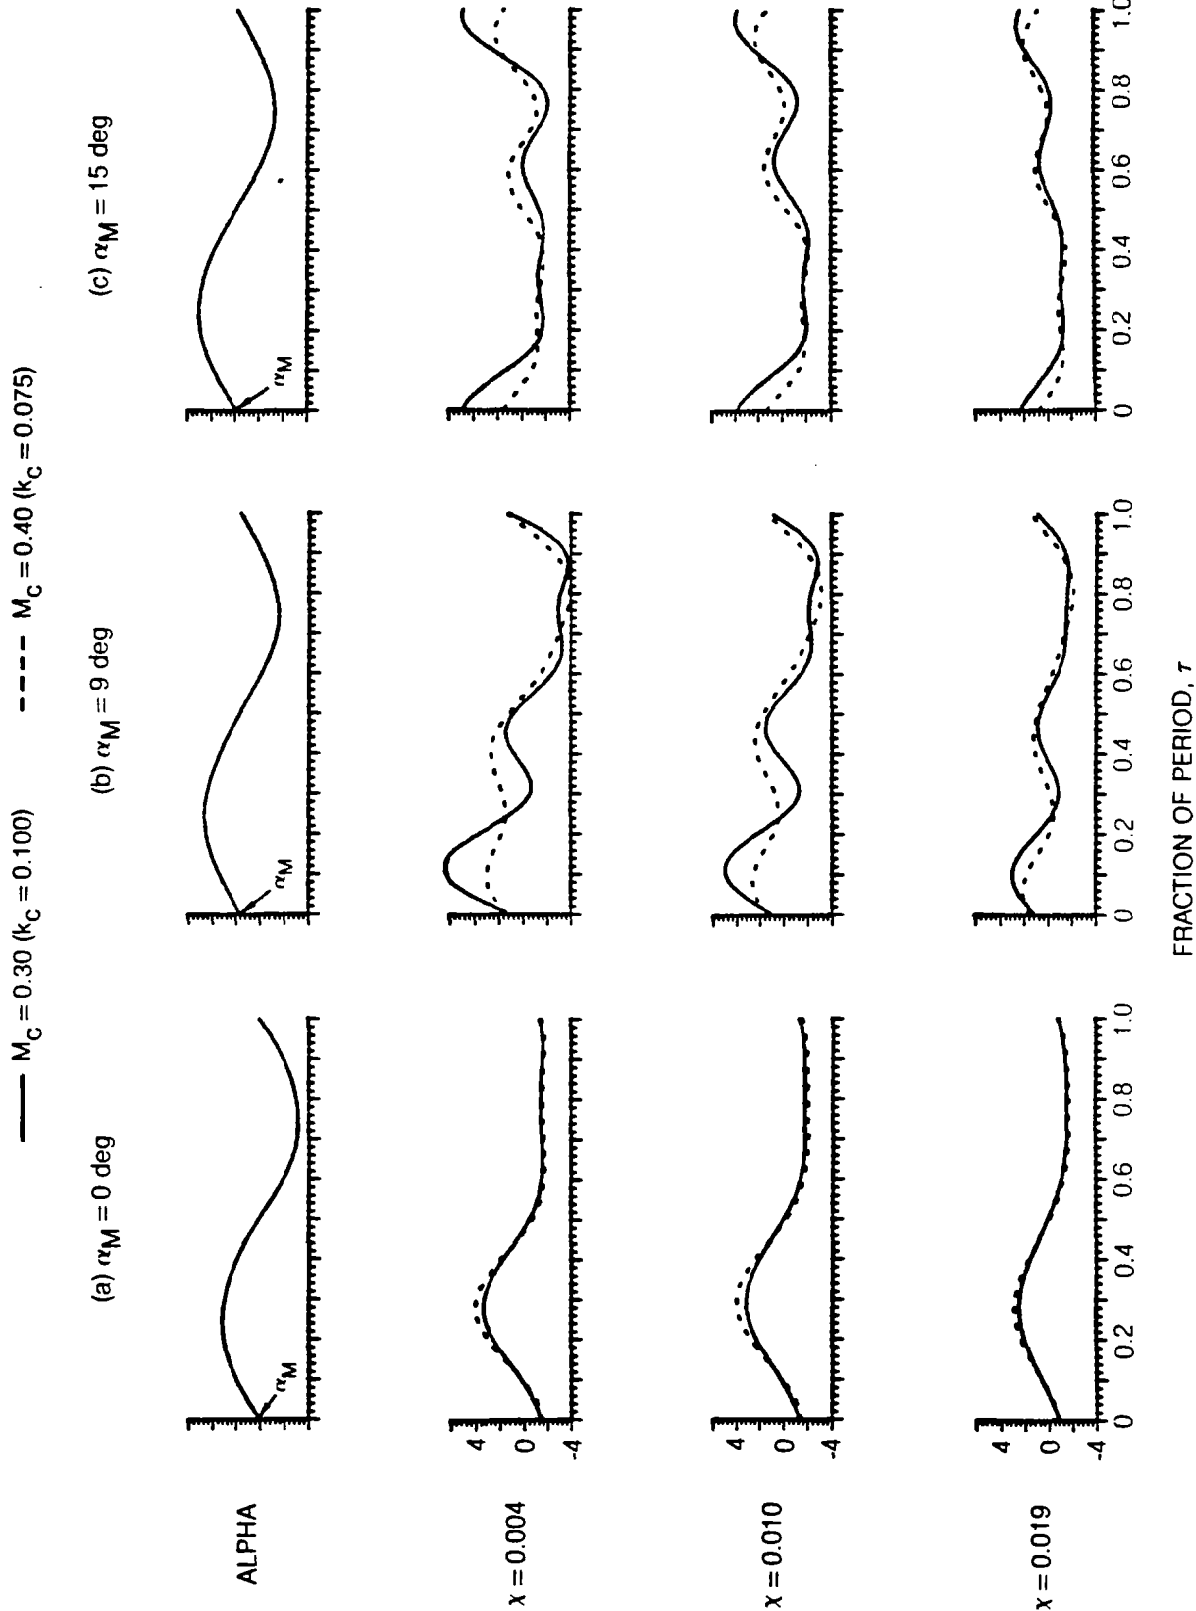 M_C = 0.30 (k_C = 0.100)    M_C = 0.40 (k_C = 0.075)
(a) α_M = 0 deg    (b) α_M = 9 deg    (c) α_M = 15 deg
ALPHA
α_M    α_M    α_M
χ = 0.004
4
0
-4
χ = 0.010
4
0
-4
χ = 0.019
4
0
-4
0 0.2 0.4 0.6 0.8 1.0    0 0.2 0.4 0.6 0.8 1.0    0 0.2 0.4 0.6 0.8 1.0
FRACTION OF PERIOD, τ